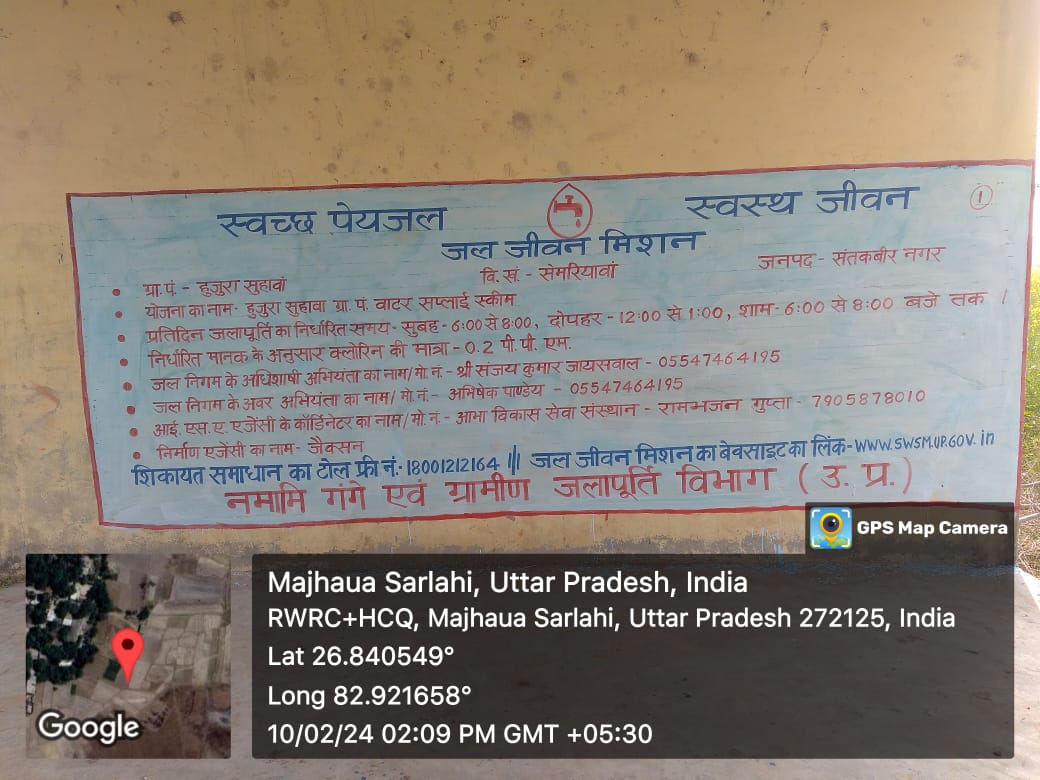 स्वच्छ पेयजल स्वस्थ जीवन 1
जल जीवन मिशन
• ग्रा.पं. - हुजुरा सुहावां वि.सं.- सेमरियावां जनपद - संतकबीर नगर
• योजना का नाम- हुजुरा सुहावा ग्रा.पं. वाटर सप्लाई स्कीम
• प्रतिदिन जलापूर्ति का निर्धारित समय- सुबह - 6:00 से 8:00, दोपहर - 12:00 से 1:00, शाम- 6:00 से 8:00 बजे तक ।
• निर्धारित मानक के अनुसार क्लोरिन की मात्रा - 0.2 पी.पी.एम.
• जल निगम के अधिशाषी अभियंता का नाम/मो.नं.- श्री संजय कुमार जायसवाल - 05547464195
• जल निगम के अवर अभियंता का नाम/मो.नं.- अभिषेक पाण्डेय - 05547464195
• आई.एस.ए. एजेंसी के कॉर्डिनेटर का नाम/मो.नं.- आभा विकास सेवा संस्थान - रामभजन गुप्ता - 7905878010
• निर्माण एजेंसी का नाम- जैक्सन
शिकायत समाधान का टोल फ्री नं.-18001212164 ॥। जल जीवन मिशन का बेवसाइट का लिंक-WWW.SWSM.UP.GOV.in
नमामि गंगे एवं ग्रामीण जलापूर्ति विभाग (उ.प्र.)
GPS Map Camera
Majhaua Sarlahi, Uttar Pradesh, India
RWRC+HCQ, Majhaua Sarlahi, Uttar Pradesh 272125, India
Lat 26.840549°
Long 82.921658°
10/02/24 02:09 PM GMT +05:30
Google